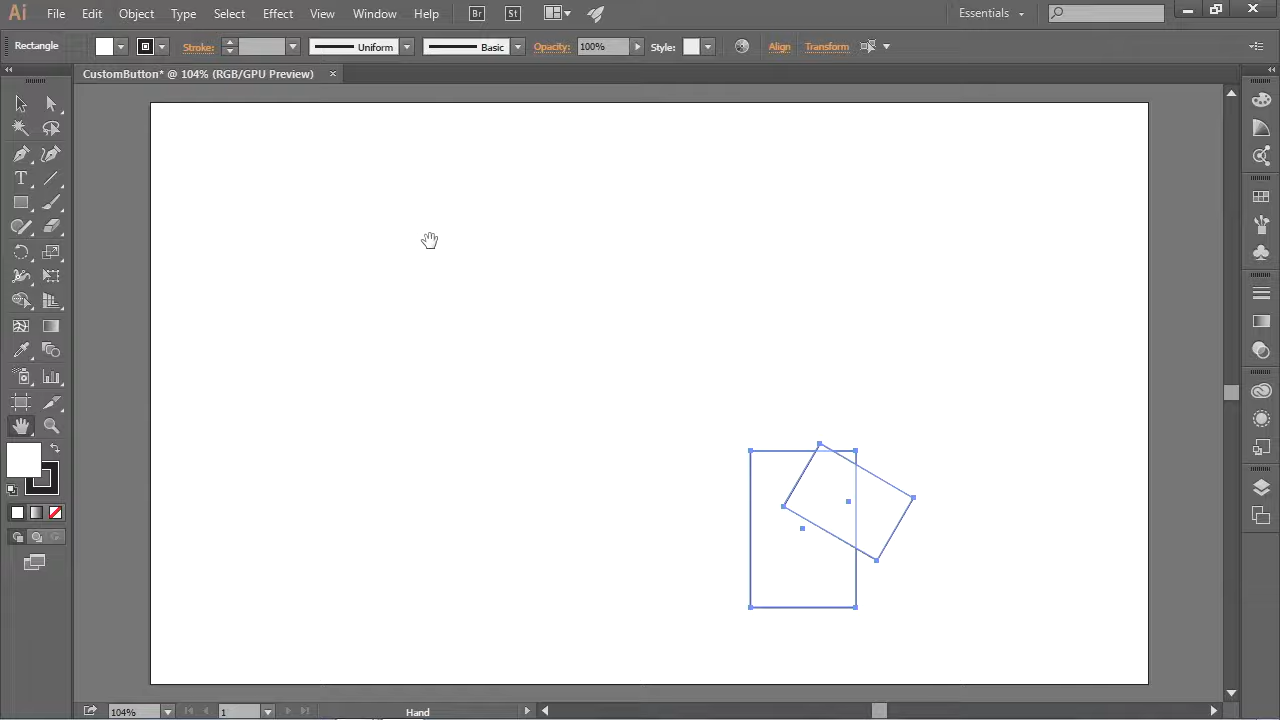 Ai File Edit Object Type Select Effect View Window Help Br St Essentials
Rectangle Stroke: Uniform Basic Opacity: 100% Style: Align Transform
CustomButton* @ 104% (RGB/GPU Preview) ×
T
104% 1 Hand